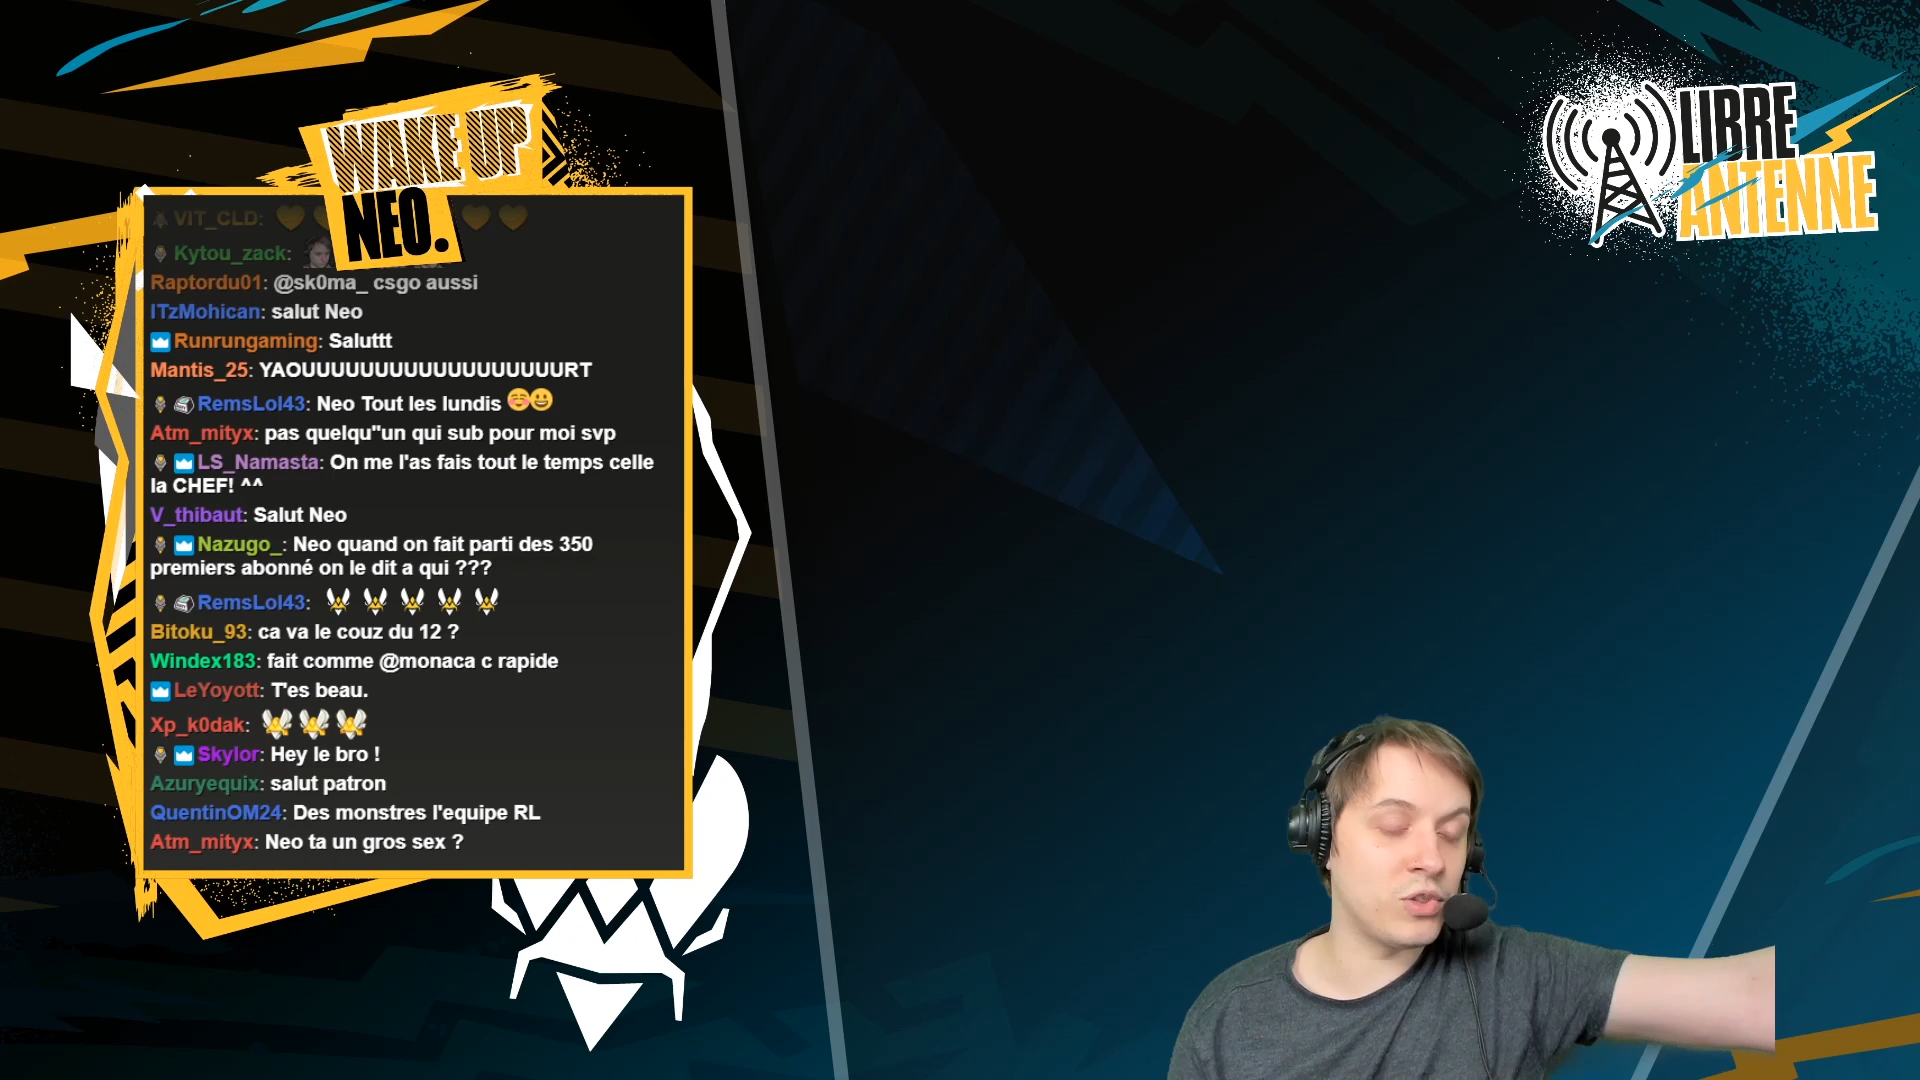 WAKE UP
NEO.
LIBRE
ANTENNE
VIT_CLD:
Kytou_zack:
Raptordu01: @sk0ma_ csgo aussi
ITzMohican: salut Neo
Runrungaming: Saluttt
Mantis_25: YAOUUUUUUUUUUUUUUUUUURT
RemsLol43: Neo Tout les lundis ☺️😀
Atm_mityx: pas quelqu"un qui sub pour moi svp
LS_Namasta: On me l'as fais tout le temps celle
la CHEF! ^^
V_thibaut: Salut Neo
Nazugo_: Neo quand on fait parti des 350
premiers abonné on le dit a qui ???
RemsLol43:
Bitoku_93: ca va le couz du 12 ?
Windex183: fait comme @monaca c rapide
LeYoyott: T'es beau.
Xp_k0dak:
Skylor: Hey le bro !
Azuryequix: salut patron
QuentinOM24: Des monstres l'equipe RL
Atm_mityx: Neo ta un gros sex ?